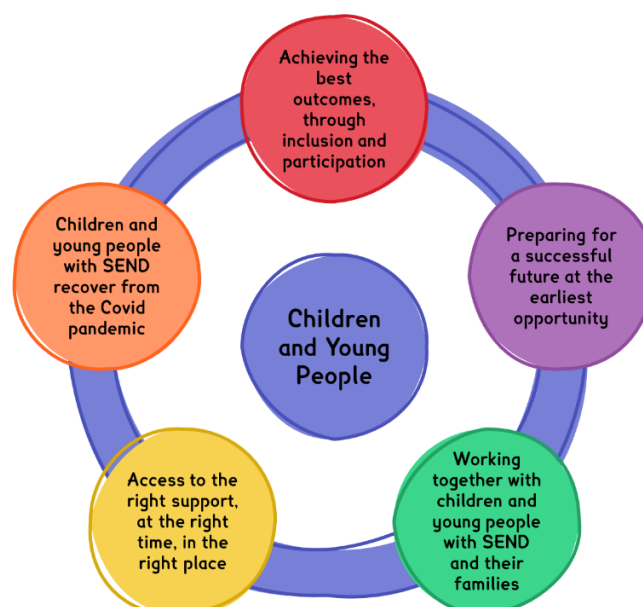 Achieving the
best
outcomes,
through
inclusion and
participation
Preparing for
a successful
future at the
earliest
opportunity
Working
together with
children and
young people
with SEND
and their
families
Access to the
right support,
at the right
time, in the
right place
Children and
young people
with SEND
recover from
the Covid
pandemic
Children
and Young
People